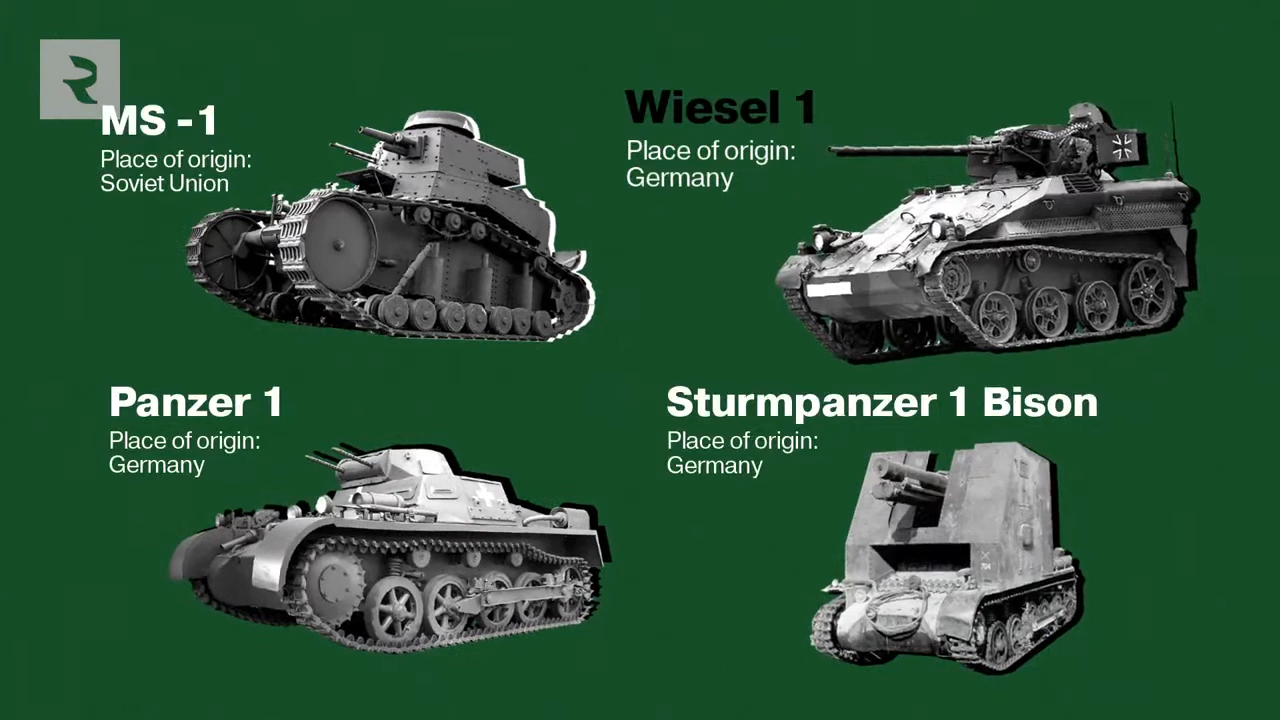 MS -1
Place of origin:
Soviet Union
Wiesel 1
Place of origin:
Germany
Panzer 1
Place of origin:
Germany
Sturmpanzer 1 Bison
Place of origin:
Germany